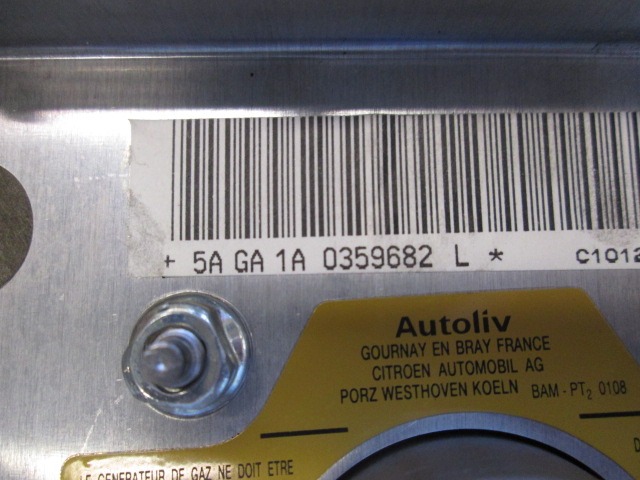 + 5A GA 1A 0359682 L * C1012
Autoliv
GOURNAY EN BRAY FRANCE
CITROEN AUTOMOBIL AG
PORZ WESTHOVEN KOELN BAM - PT2 0108
LE GENERATEUR DE GAZ NE DOIT ETRE